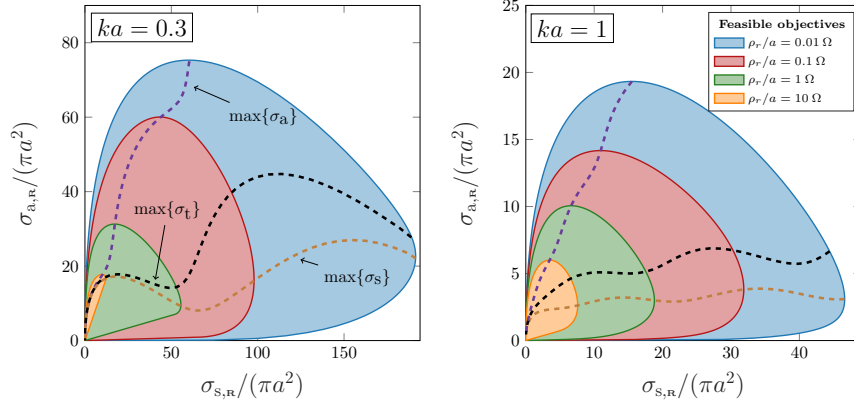 ka = 0.3
80
60
40
20
0
σa,R/(πa²)
max{σa}
max{σt}
max{σs}
0 50 100 150
σS,R/(πa²)
ka = 1
Feasible objectives
ρr/a = 0.01 Ω
ρr/a = 0.1 Ω
ρr/a = 1 Ω
ρr/a = 10 Ω
25
20
15
10
5
0
σa,R/(πa²)
0 10 20 30 40
σS,R/(πa²)